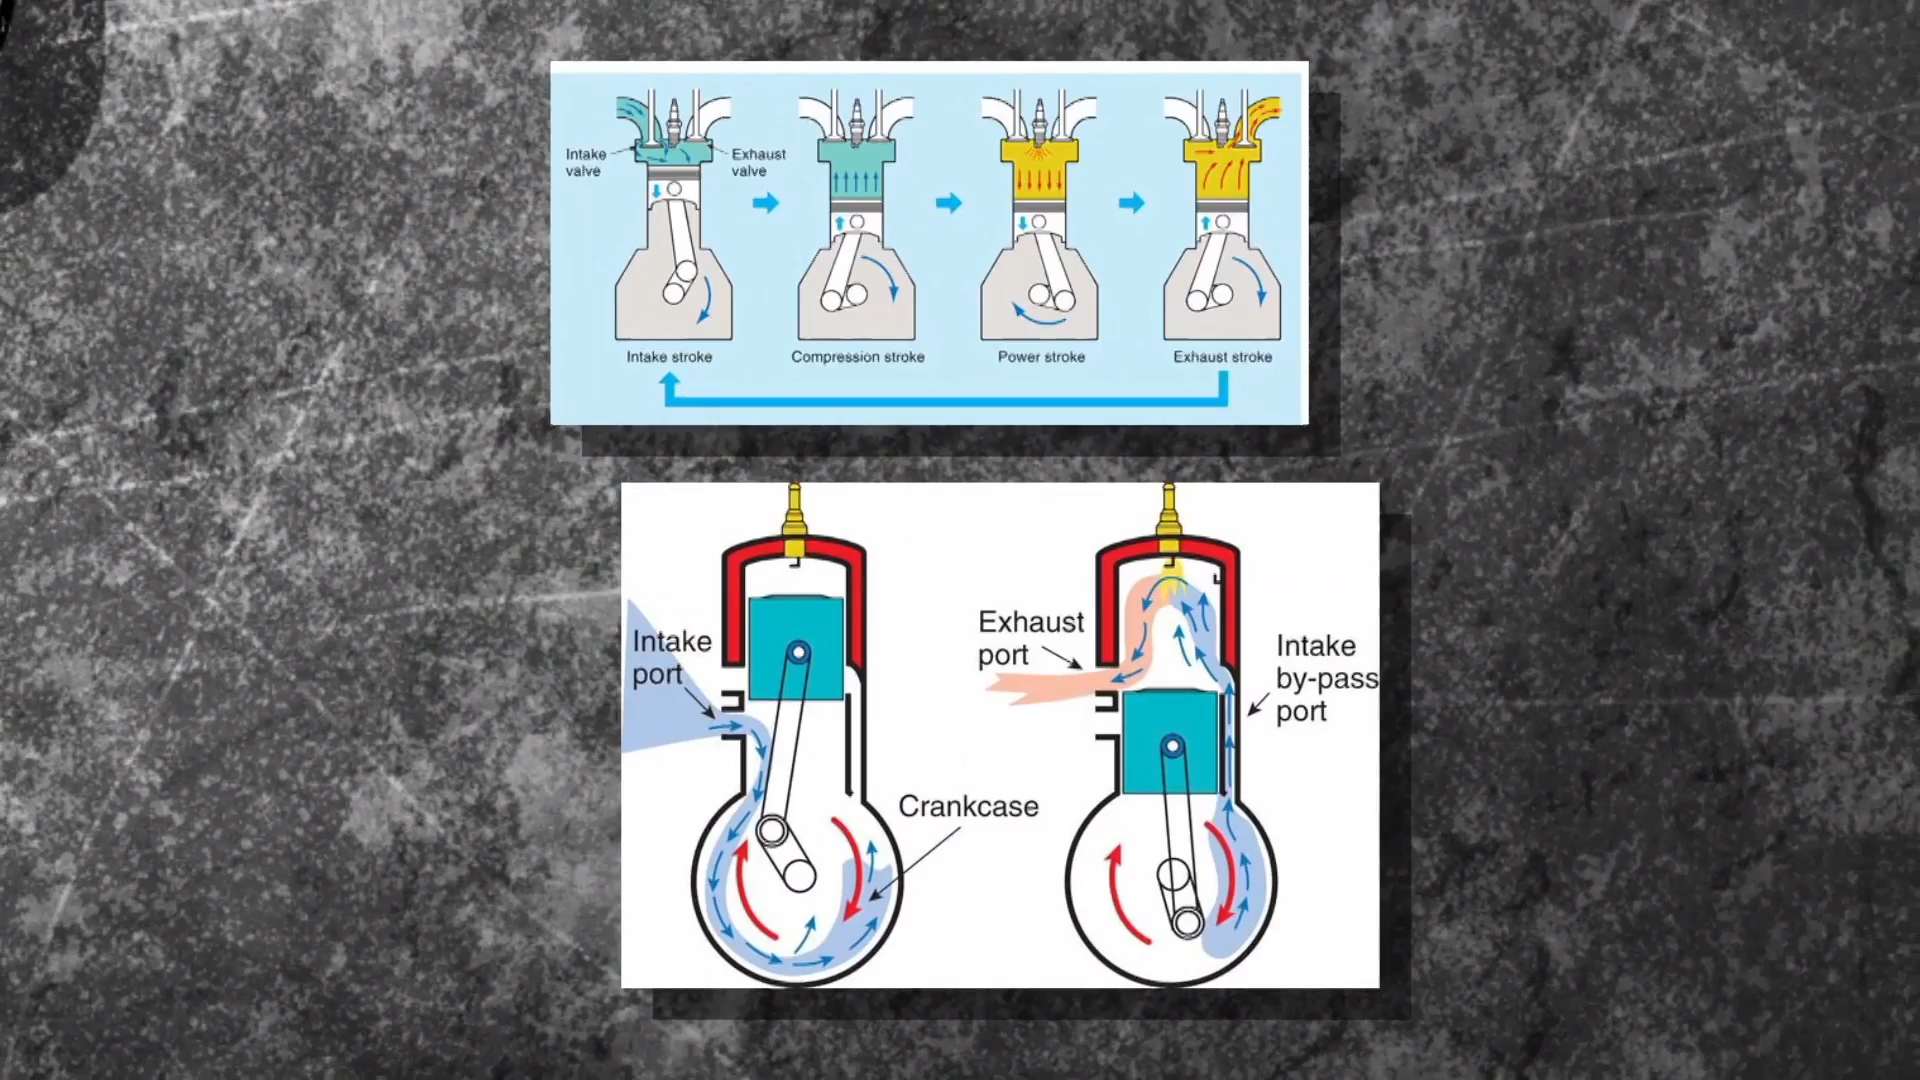 Intake
valve
Exhaust
valve
Intake stroke
Compression stroke
Power stroke
Exhaust stroke
Intake
port
Crankcase
Exhaust
port
Intake
by-pass
port